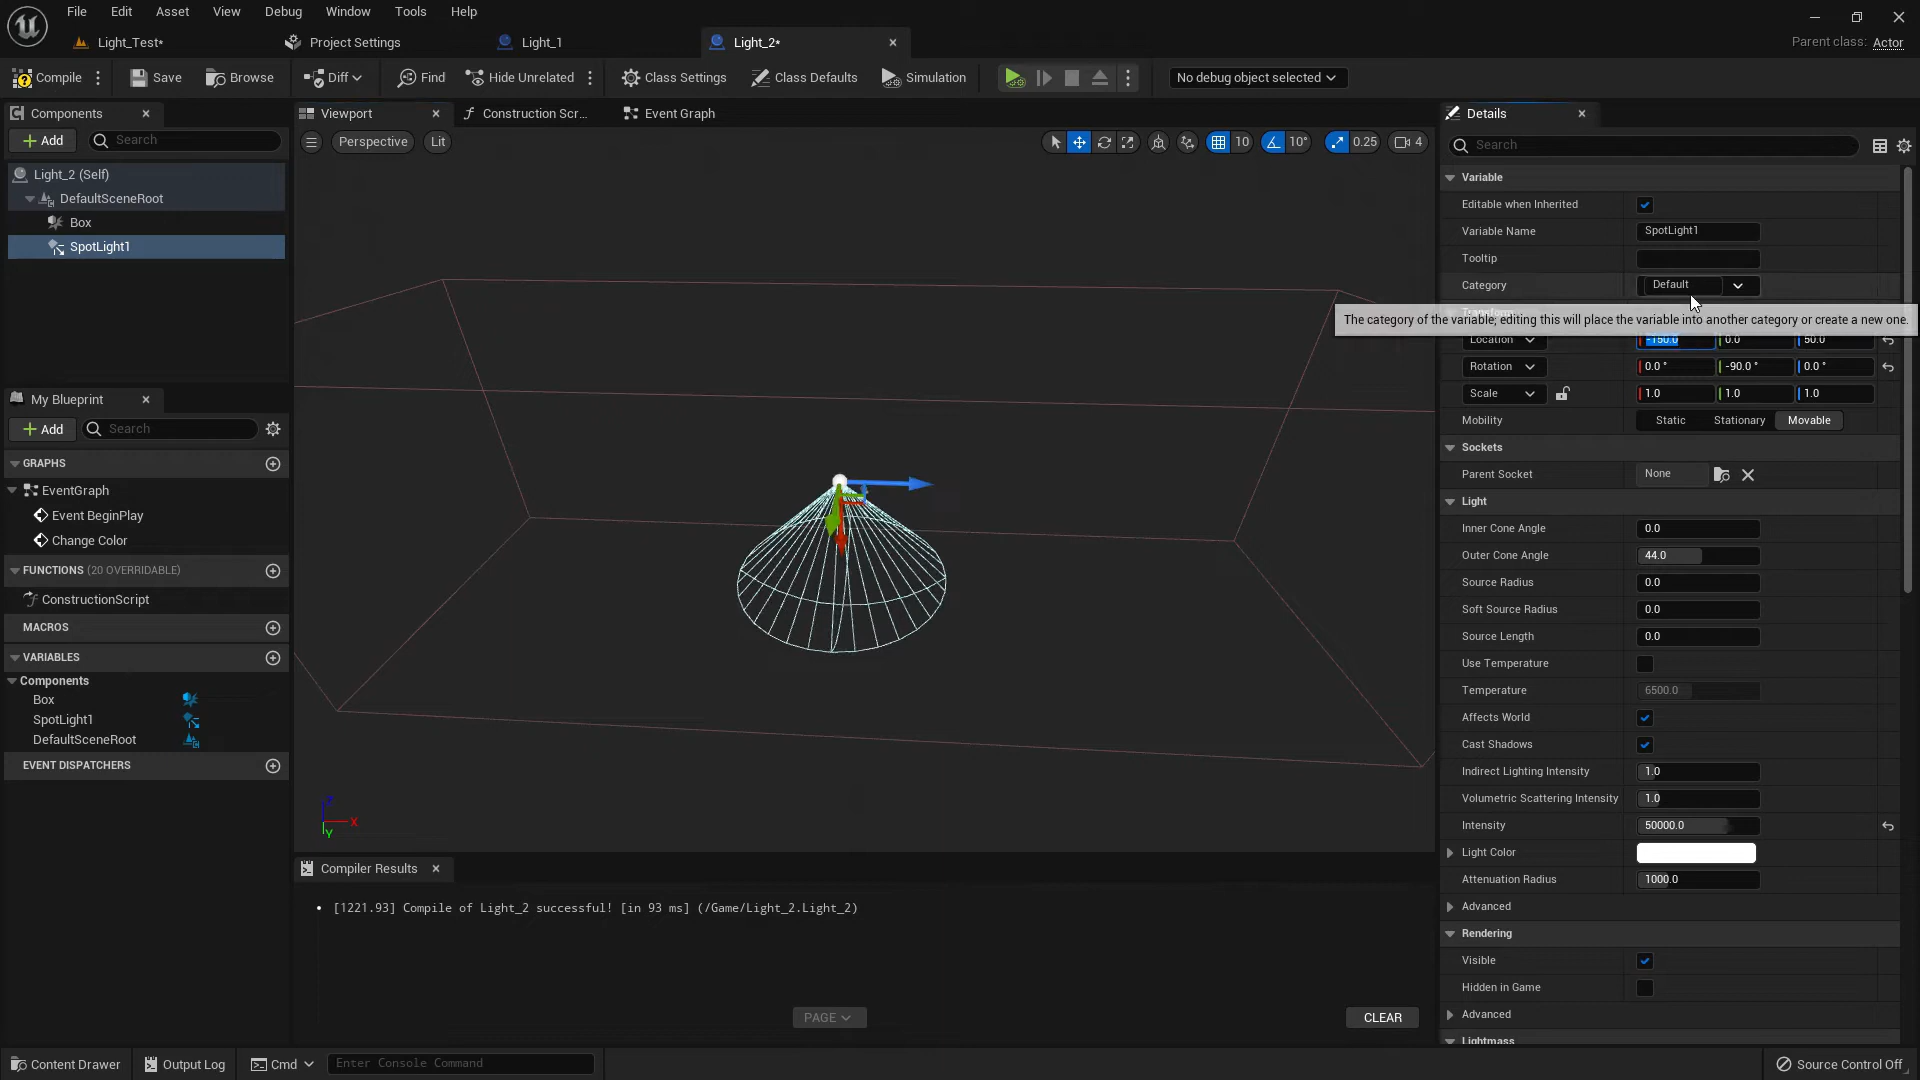 File Edit Asset View Debug Window Tools Help
Light_Test* Project Settings Light_1 Light_2* Parent class: Actor
Compile Save Browse Diff Find Hide Unrelated Class Settings Class Defaults Simulation No debug object selected
Components
Add Search
Light_2 (Self)
DefaultSceneRoot
Box
SpotLight1
My Blueprint
Add Search
GRAPHS
EventGraph
Event BeginPlay
Change Color
FUNCTIONS (20 OVERRIDABLE)
ConstructionScript
MACROS
VARIABLES
Components
Box
SpotLight1
DefaultSceneRoot
EVENT DISPATCHERS
Viewport Construction Scr... Event Graph
Perspective Lit 10 10° 0.25 4
Z
X
Y
Compiler Results
• [1221.93] Compile of Light_2 successful! [in 93 ms] (/Game/Light_2.Light_2)
PAGE CLEAR
Details
Search
Variable
Editable when Inherited
Variable Name SpotLight1
Tooltip
Category Default
The category of the variable; editing this will place the variable into another category or create a new one.
Location -150.0 0.0 50.0
Rotation 0.0 ° -90.0 ° 0.0 °
Scale 1.0 1.0 1.0
Mobility Static Stationary Movable
Sockets
Parent Socket None
Light
Inner Cone Angle 0.0
Outer Cone Angle 44.0
Source Radius 0.0
Soft Source Radius 0.0
Source Length 0.0
Use Temperature
Temperature 6500.0
Affects World
Cast Shadows
Indirect Lighting Intensity 1.0
Volumetric Scattering Intensity 1.0
Intensity 50000.0
Light Color
Attenuation Radius 1000.0
Advanced
Rendering
Visible
Hidden in Game
Advanced
Lightmass
Content Drawer Output Log Cmd Enter Console Command Source Control Off